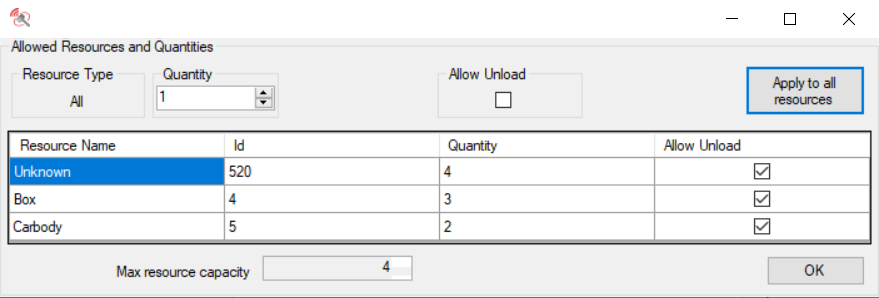 Allowed Resources and Quantities
Resource Type Quantity Allow Unload
All 1 Apply to all
resources
Resource Name Id Quantity Allow Unload
Unknown 520 4
Box 4 3
Carbody 5 2
Max resource capacity 4 OK